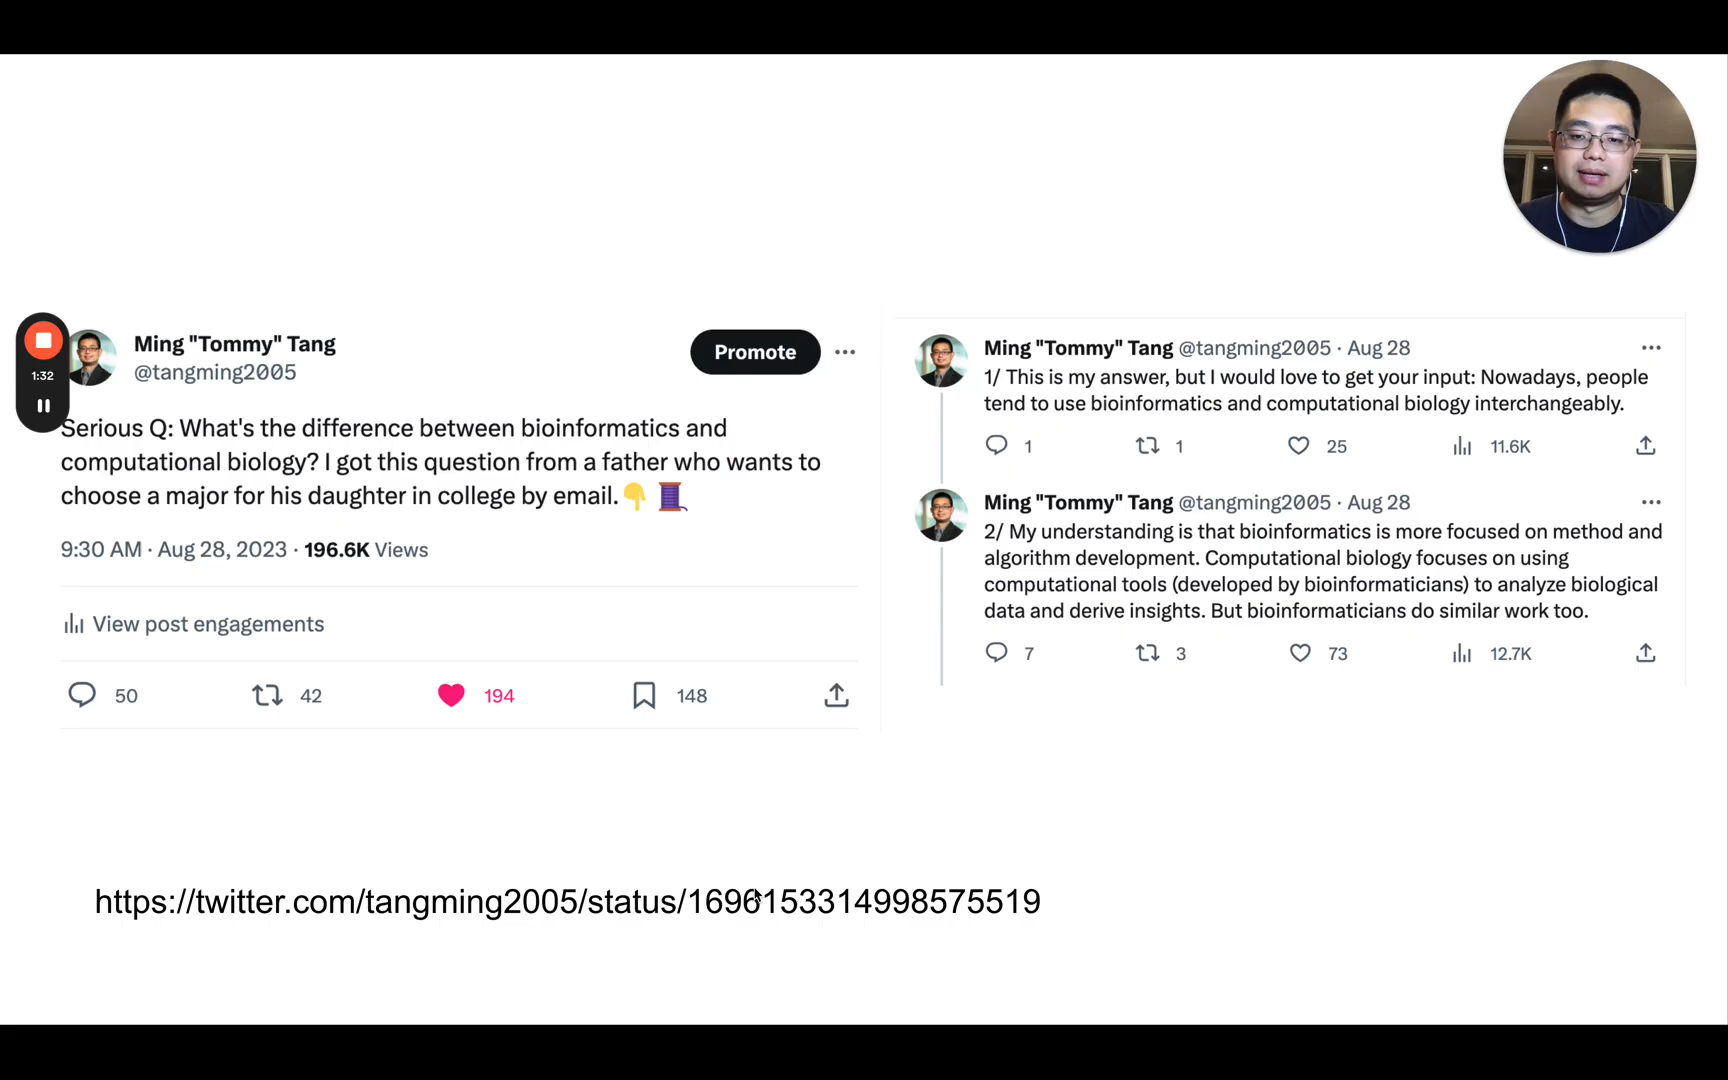 1:32
Ming "Tommy" Tang
@tangming2005
Promote
Serious Q: What's the difference between bioinformatics and
computational biology? I got this question from a father who wants to
choose a major for his daughter in college by email.👇 🧵
9:30 AM · Aug 28, 2023 · 196.6K Views
View post engagements
50 42 194 148
Ming "Tommy" Tang @tangming2005 · Aug 28
1/ This is my answer, but I would love to get your input: Nowadays, people
tend to use bioinformatics and computational biology interchangeably.
1 1 25 11.6K
Ming "Tommy" Tang @tangming2005 · Aug 28
2/ My understanding is that bioinformatics is more focused on method and
algorithm development. Computational biology focuses on using
computational tools (developed by bioinformaticians) to analyze biological
data and derive insights. But bioinformaticians do similar work too.
7 3 73 12.7K
https://twitter.com/tangming2005/status/1696153314998575519